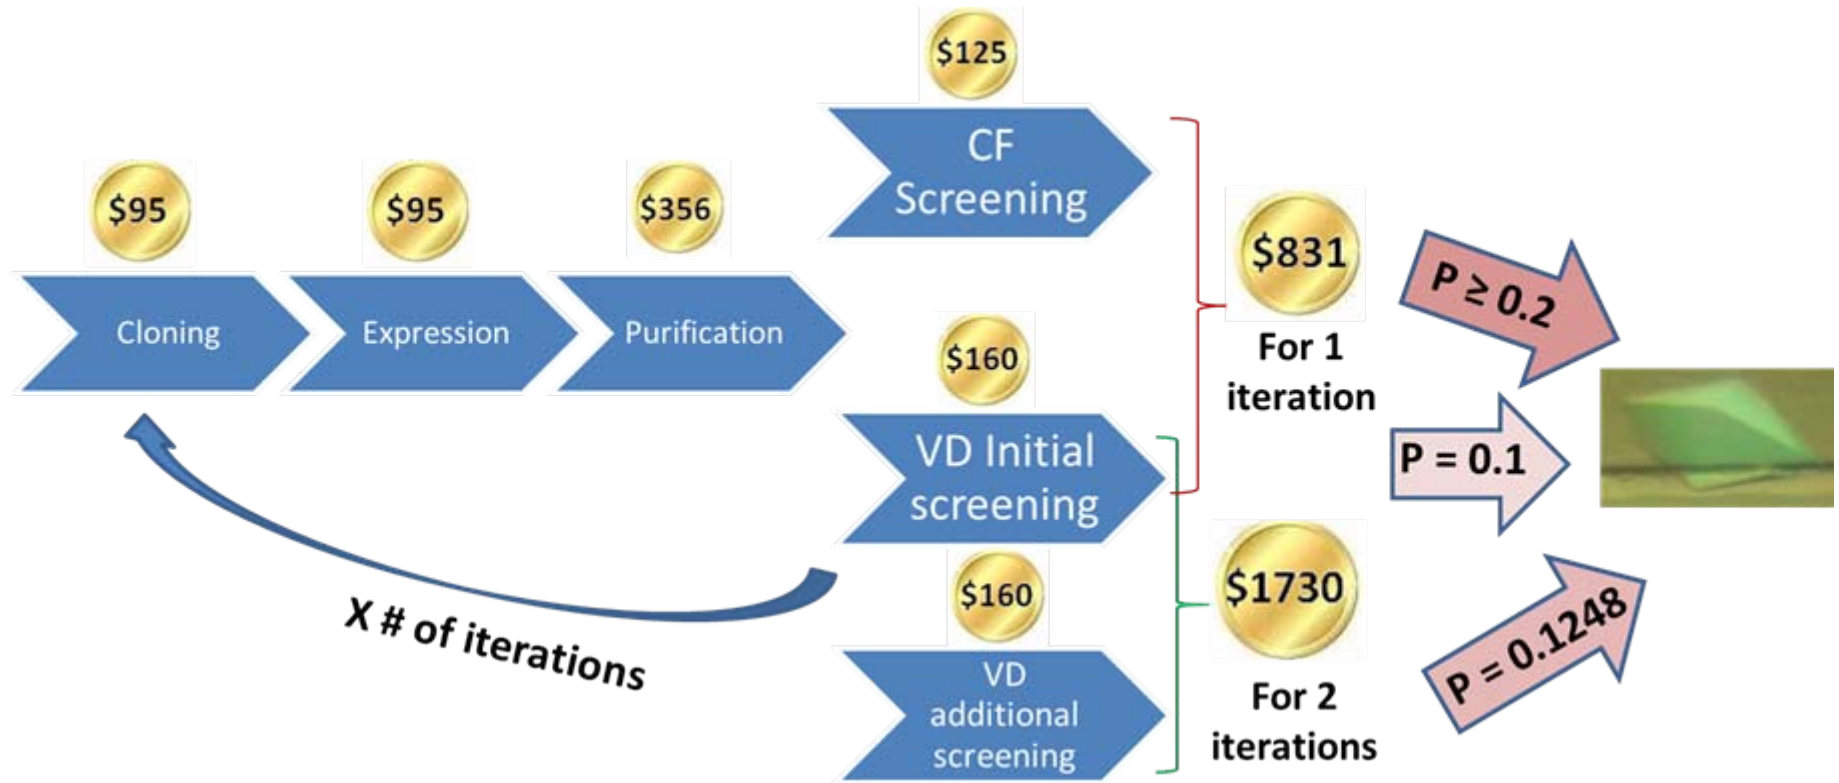 $125
CF
Screening
$95
$95
$356
Cloning
Expression
Purification
$831
For 1
iteration
P ≥ 0.2
$160
VD Initial
screening
P = 0.1
X # of iterations
$160
VD
additional
screening
$1730
For 2
iterations
P = 0.1248